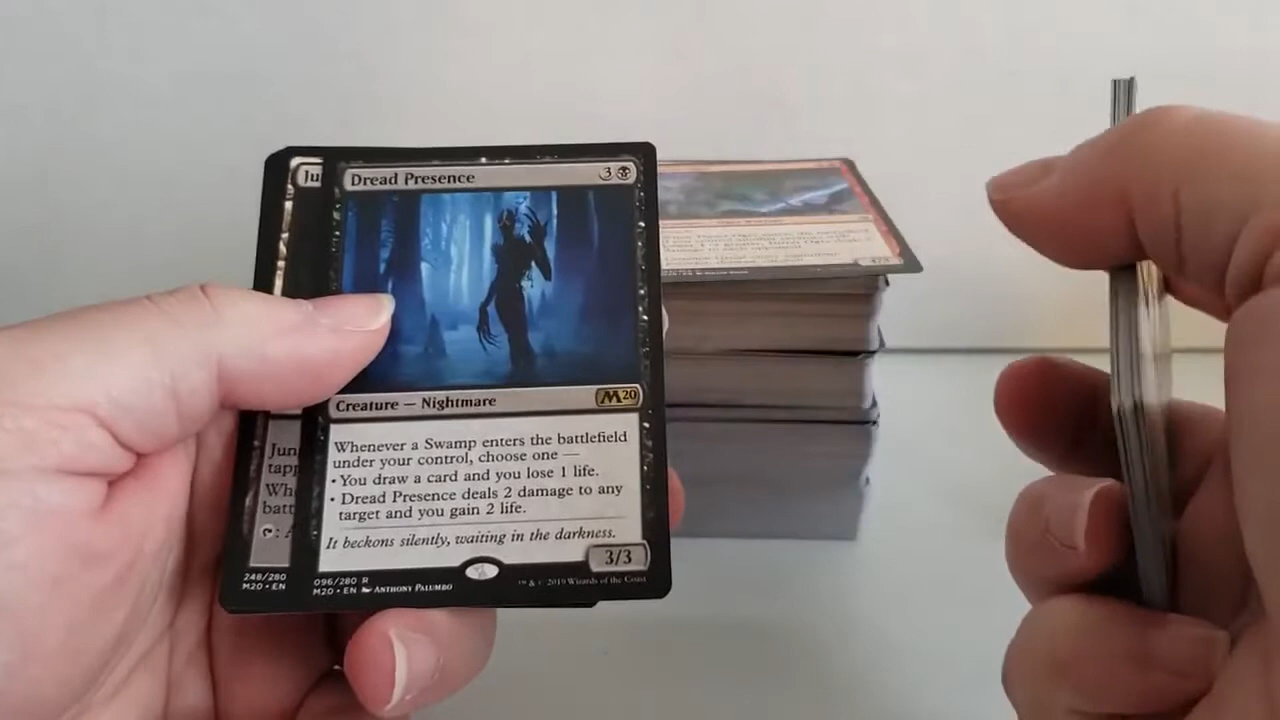 Dread Presence 3
Creature — Nightmare M20
Whenever a Swamp enters the battlefield
under your control, choose one —
• You draw a card and you lose 1 life.
• Dread Presence deals 2 damage to any
target and you gain 2 life.
It beckons silently, waiting in the darkness.
3/3
096/280 R
M20 • EN ANTHONY PALUMBO
™ & © 2019 Wizards of the Coast
Ju
Jun
tapp
Wh
batt
248/280
M20 • EN
4/3